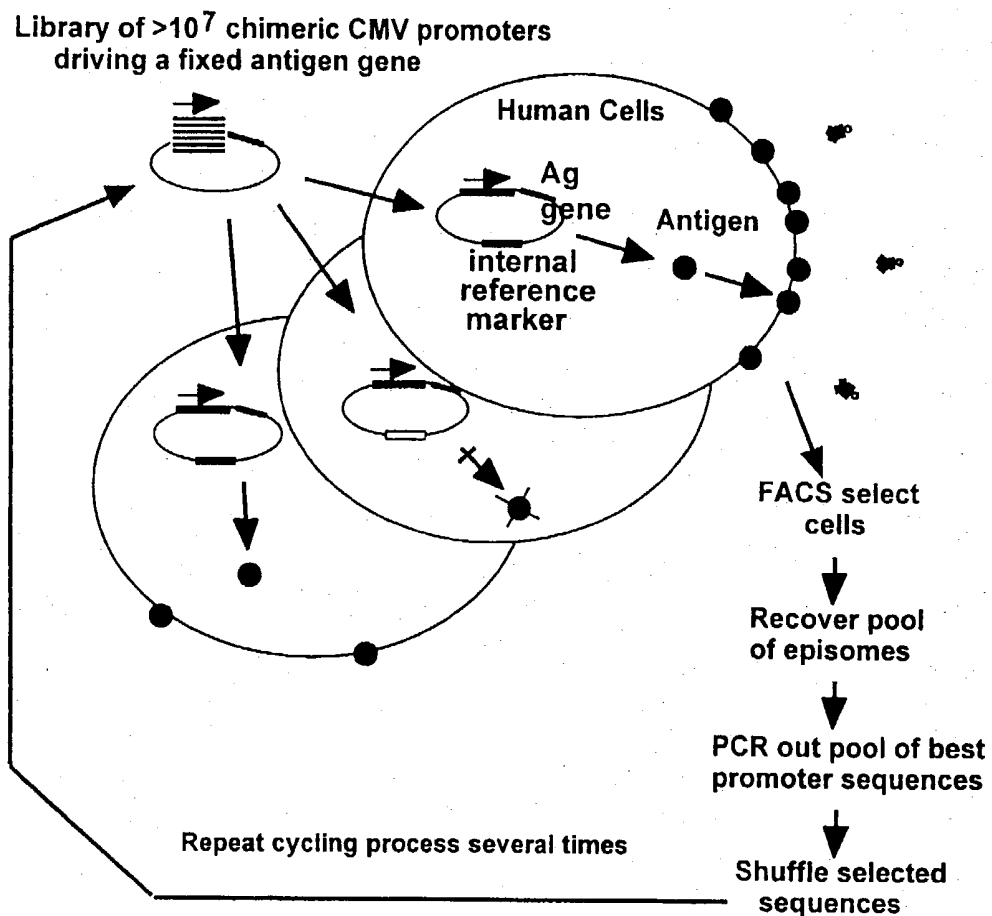 Library of >10⁷ chimeric CMV promoters
driving a fixed antigen gene
Human Cells
Ag
gene
Antigen
internal
reference
marker
FACS select
cells
Recover pool
of episomes
PCR out pool of best
promoter sequences
Repeat cycling process several times
Shuffle selected
sequences